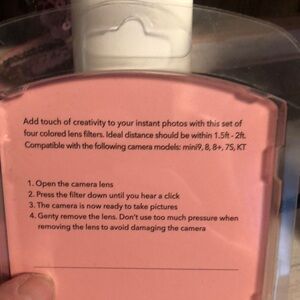 Add touch of creativity to your instant photos with this set of
four colored lens filters. Ideal distance should be within 1.5ft - 2ft.
Compatible with the following camera models: mini9, 8, 8+, 7S, KT
1. Open the camera lens
2. Press the filter down until you hear a click
3. The camera is now ready to take pictures
4. Genty remove the lens. Don't use too much pressure when
removing the lens to avoid damaging the camera